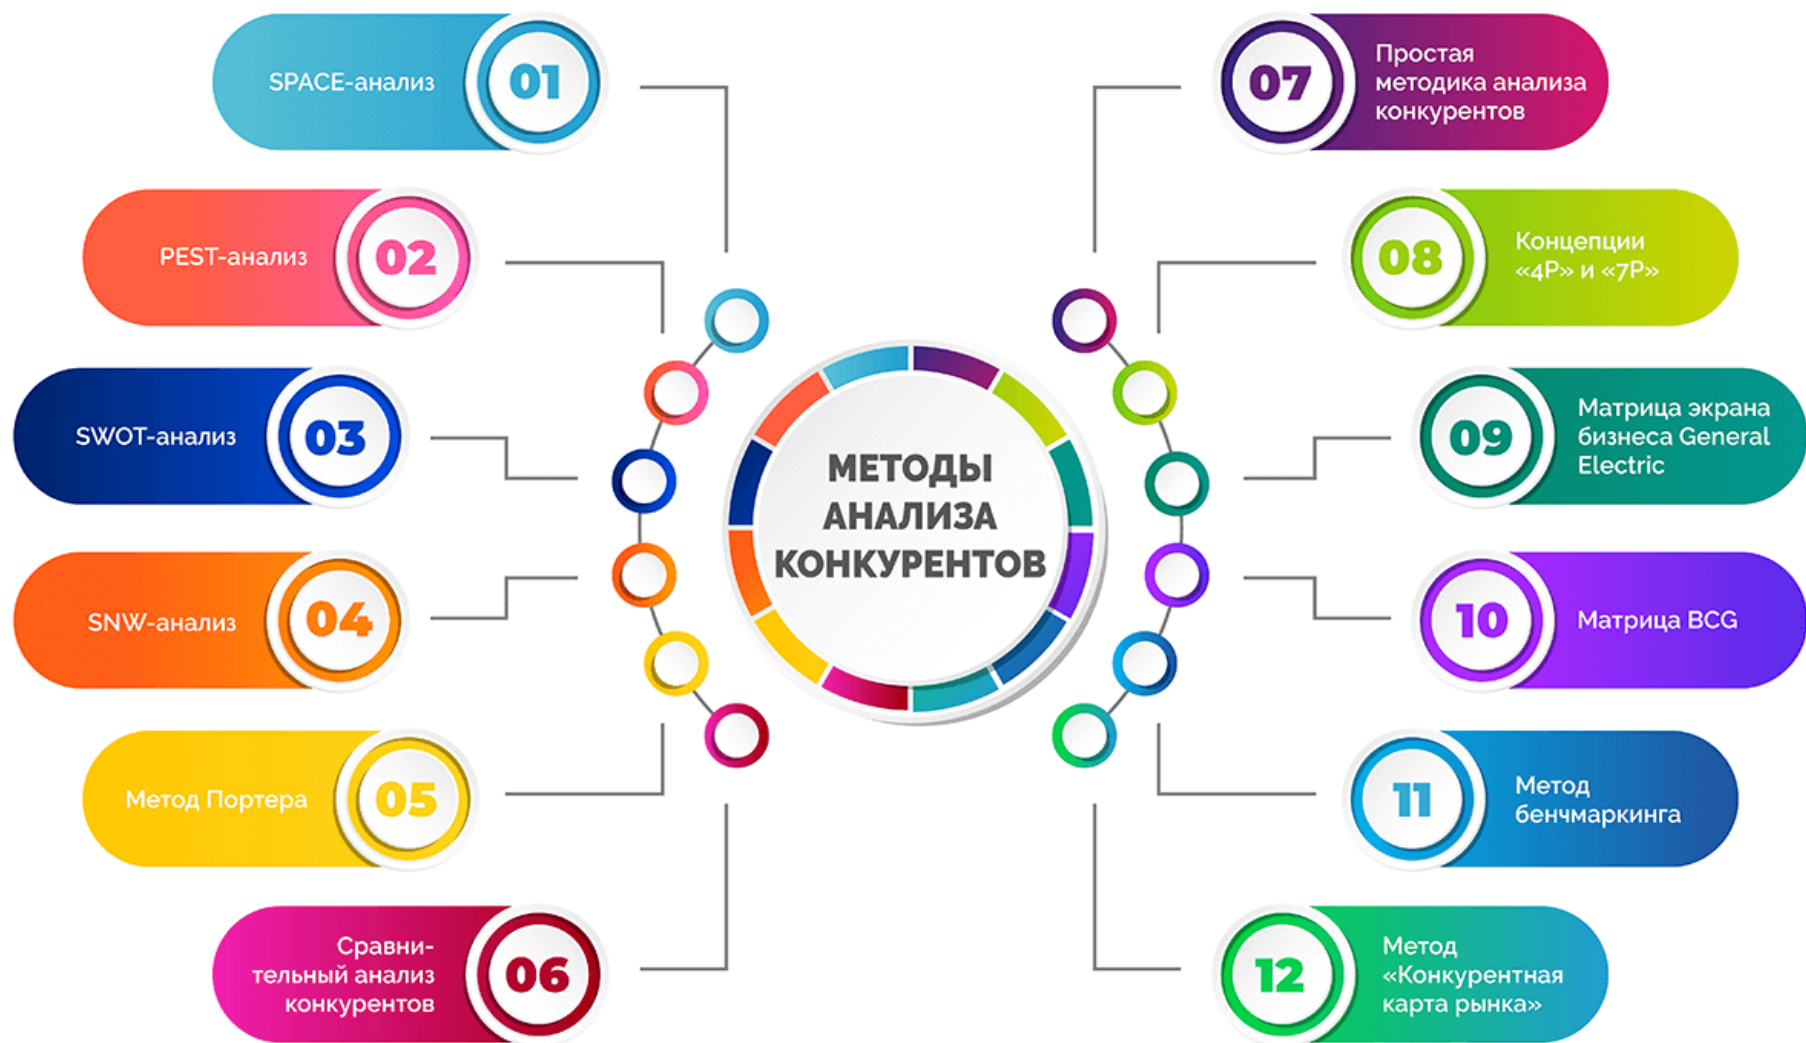 SPACE-анализ
01
PEST-анализ
02
SWOT-анализ
03
SNW-анализ
04
Метод Портера
05
Сравни-
тельный анализ
конкурентов
06
МЕТОДЫ
АНАЛИЗА
КОНКУРЕНТОВ
07
Простая
методика анализа
конкурентов
08
Концепции
«4P» и «7P»
09
Матрица экрана
бизнеса General
Electric
10
Матрица BCG
11
Метод
бенчмаркинга
12
Метод
«Конкурентная
карта рынка»